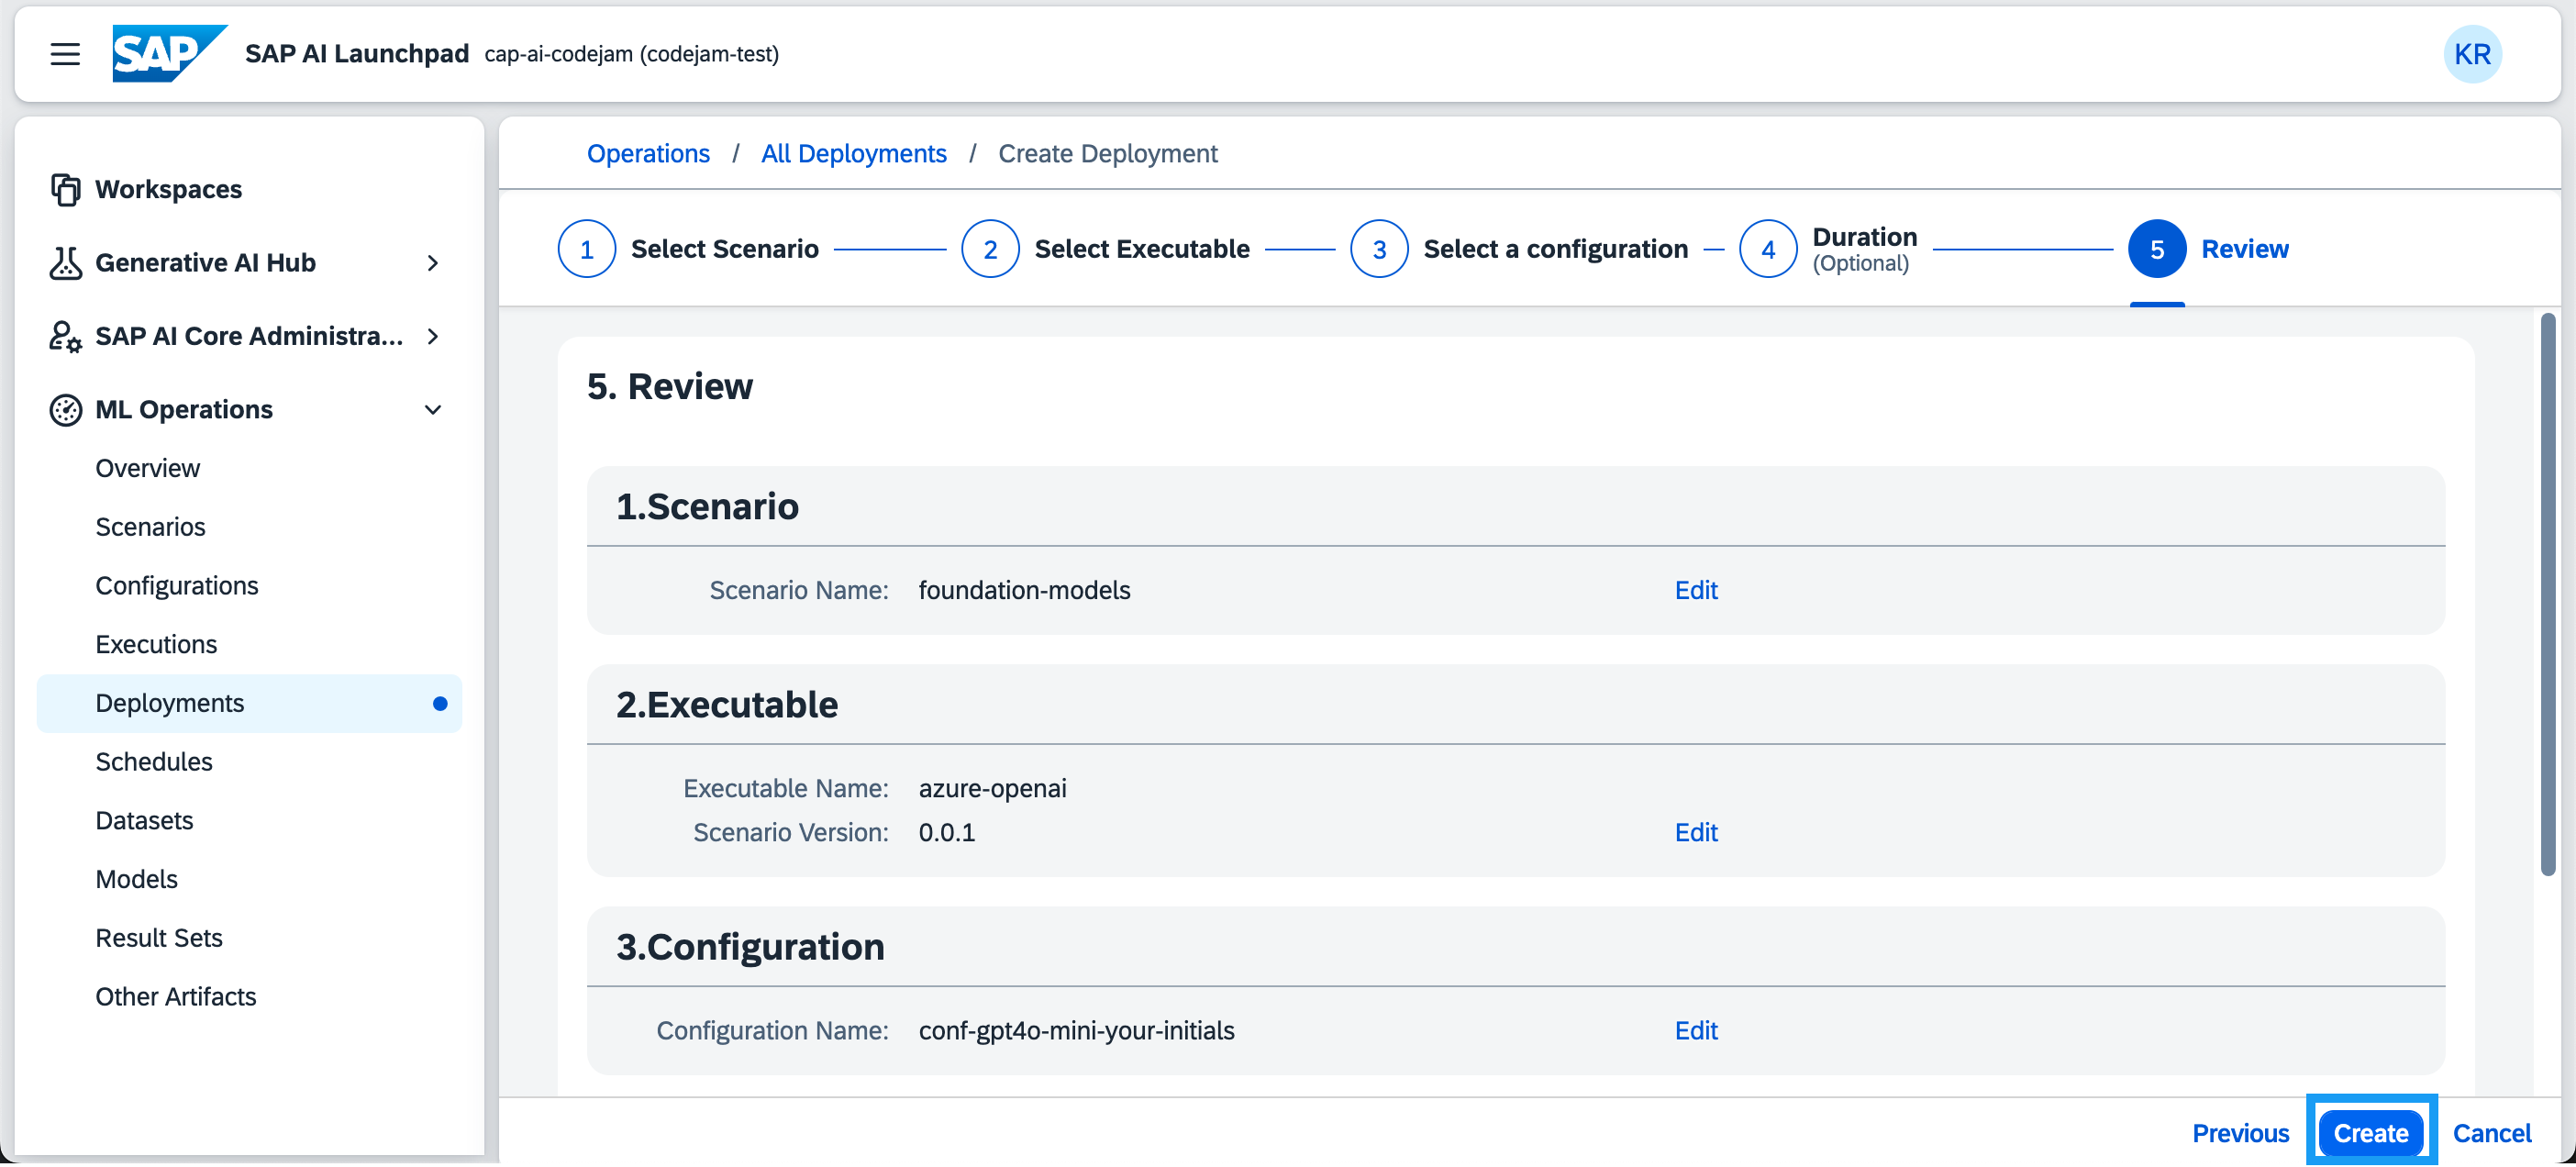 SAP SAP AI Launchpad cap-ai-codejam (codejam-test) KR
Workspaces
Generative AI Hub
SAP AI Core Administra...
ML Operations
Overview
Scenarios
Configurations
Executions
Deployments
Schedules
Datasets
Models
Result Sets
Other Artifacts
Operations / All Deployments / Create Deployment
1 Select Scenario 2 Select Executable 3 Select a configuration 4 Duration (Optional) 5 Review
5. Review
1.Scenario
Scenario Name: foundation-models Edit
2.Executable
Executable Name: azure-openai
Scenario Version: 0.0.1 Edit
3.Configuration
Configuration Name: conf-gpt4o-mini-your-initials Edit
Previous Create Cancel